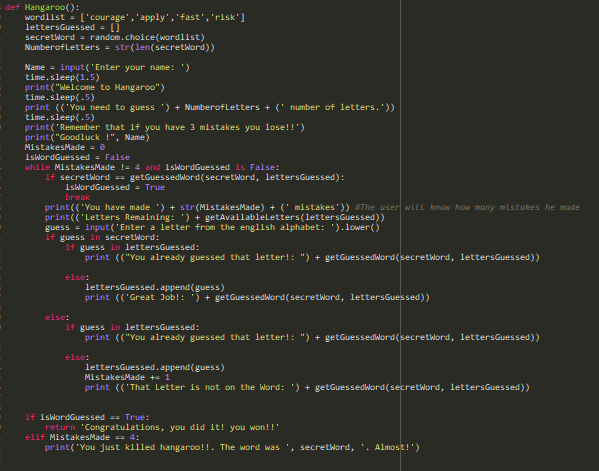 def Hangaroo():
    wordlist = ['courage','apply','fast','risk']
    lettersGuessed = []
    secretWord = random.choice(wordlist)
    NumberofLetters = str(len(secretWord))

    Name = input('Enter your name: ')
    time.sleep(1.5)
    print("Welcome to Hangaroo")
    time.sleep(.5)
    print (('You need to guess ') + NumberofLetters + (' number of letters.'))
    time.sleep(.5)
    print('Remember that if you have 3 mistakes you lose!!')
    print("Goodluck !", Name)
    MistakesMade = 0
    isWordGuessed = False
    while MistakesMade != 4 and isWordGuessed is False:
        if secretWord == getGuessedWord(secretWord, lettersGuessed):
            isWordGuessed = True
            break
        print(('You have made ') + str(MistakesMade) + (' mistakes')) #The user will know how many mistakes he made
        print(('Letters Remaining: ') + getAvailableLetters(lettersGuessed))
        guess = input('Enter a letter from the english alphabet: ').lower()
        if guess in secretWord:
            if guess in lettersGuessed:
                print (("You already guessed that letter!: ") + getGuessedWord(secretWord, lettersGuessed))

            else:
                lettersGuessed.append(guess)
                print (('Great Job!: ') + getGuessedWord(secretWord, lettersGuessed))

        else:
            if guess in lettersGuessed:
                print (("You already guessed that letter!: ") + getGuessedWord(secretWord, lettersGuessed))

            else:
                lettersGuessed.append(guess)
                MistakesMade += 1
                print (('That Letter is not on the Word: ') + getGuessedWord(secretWord, lettersGuessed))


    if isWordGuessed == True:
        return 'Congratulations, you did it! you won!!'
    elif MistakesMade == 4:
        print('You just killed hangaroo!!. The word was ', secretWord, '. Almost!')